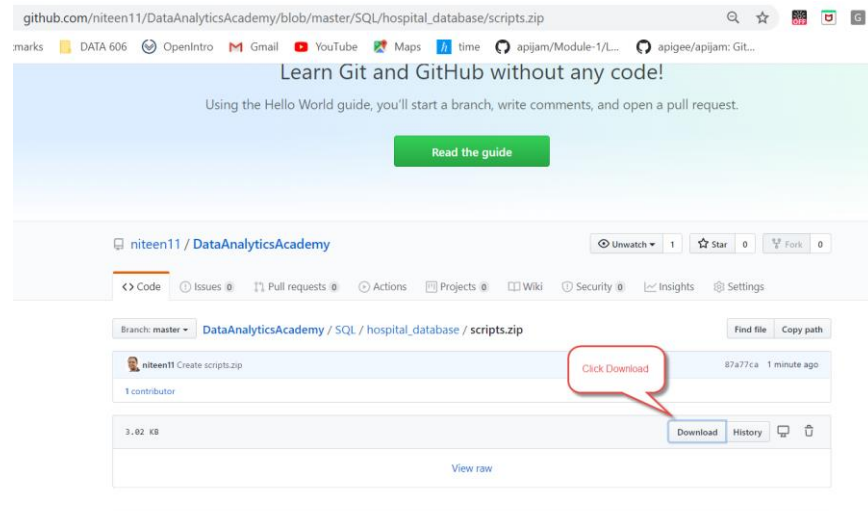 github.com/niteen11/DataAnalyticsAcademy/blob/master/SQL/hospital_database/scripts.zip
OFF
G
marks DATA 606 OpenIntro Gmail YouTube Maps time apijam/Module-1/L... apigee/apijam: Git...
Learn Git and GitHub without any code!
Using the Hello World guide, you'll start a branch, write comments, and open a pull request.
Read the guide
niteen11 / DataAnalyticsAcademy Unwatch 1 Star 0 Fork 0
<> Code Issues 0 Pull requests 0 Actions Projects 0 Wiki Security 0 Insights Settings
Branch: master DataAnalyticsAcademy / SQL / hospital_database / scripts.zip Find file Copy path
niteen11 Create scripts.zip 87a77ca 1 minute ago
Click Download
1 contributor
3.02 KB Download History
View raw